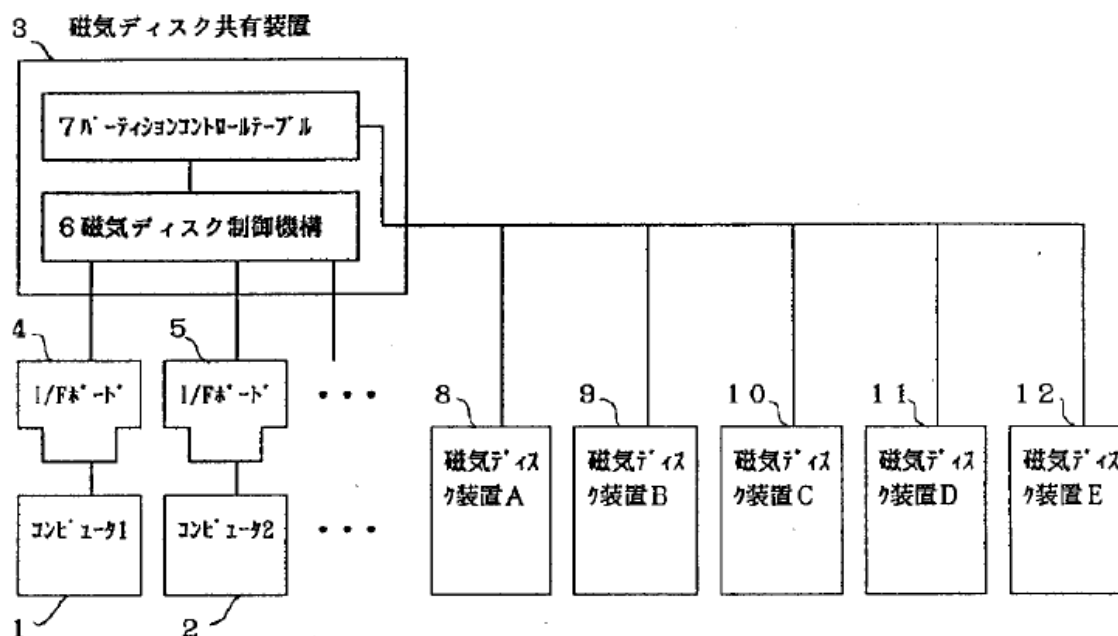 3 磁気ディスク共有装置
7パーティションコントロールテーブル
6磁気ディスク制御機構
4
5
I/Fボード
I/Fボード
・・・
8
9
10
11
12
磁気ディス
ク装置A
磁気ディス
ク装置B
磁気ディス
ク装置C
磁気ディス
ク装置D
磁気ディス
ク装置E
コンピュータ1
コンピュータ2
・・・
1
2